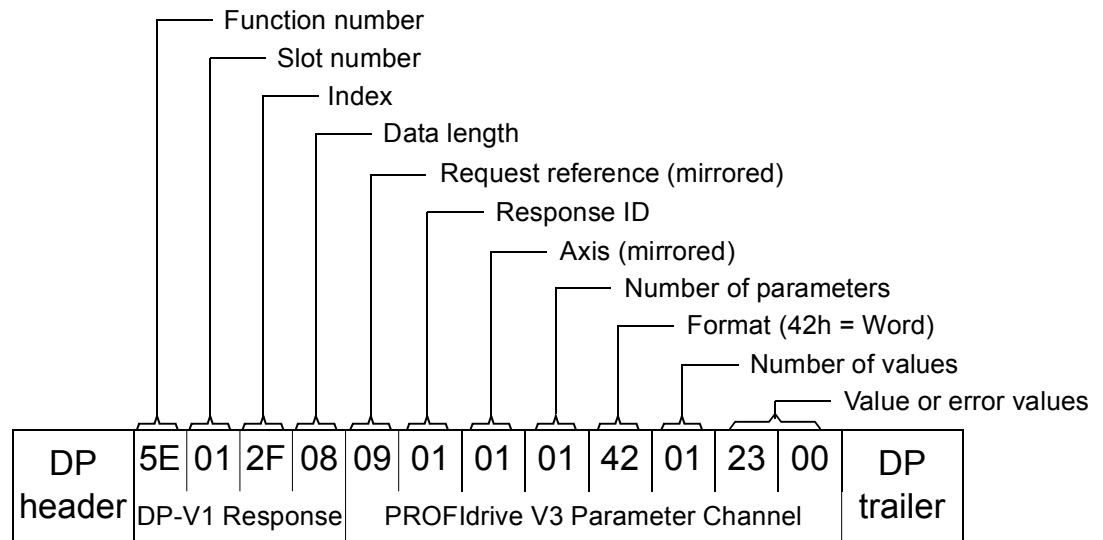 Function number
Slot number
Index
Data length
Request reference (mirrored)
Response ID
Axis (mirrored)
Number of parameters
Format (42h = Word)
Number of values
Value or error values
DP header
5E 01 2F 08 09 01 01 01 42 01 23 00
DP trailer
DP-V1 Response
PROFIdrive V3 Parameter Channel